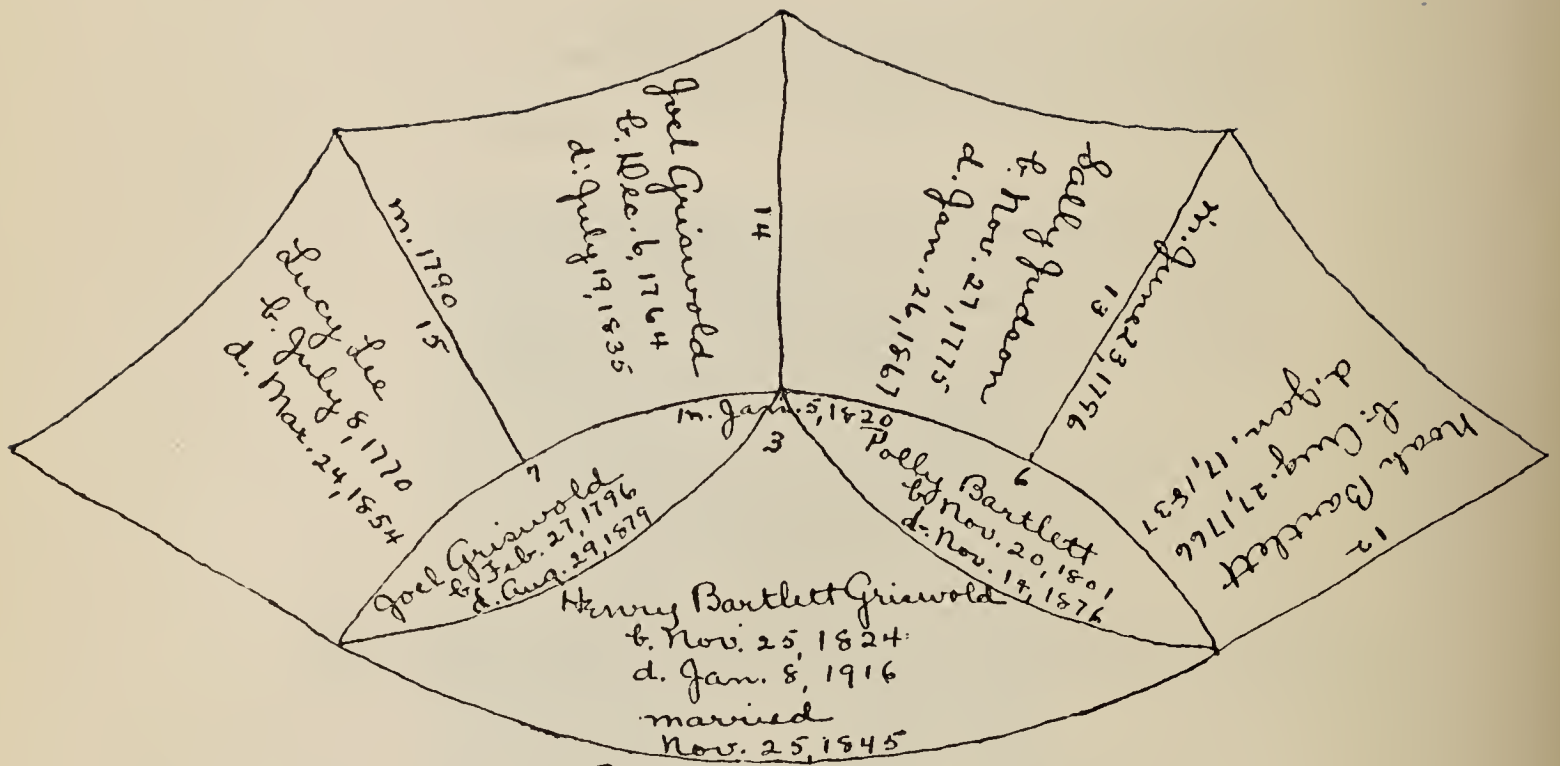 Lucy Lee
b. July 8, 1770
d. Mar. 24, 1854
m. 1790
15
Joel Griswold
b. Dec. 6, 1764
d. July 19, 1835
14
Sally Judson
b. Nov. 27, 1775
d. Jan. 26, 1867
m. June 23, 1796
13
Noah Bartlett
b. Aug. 27, 1766
d. Jan. 17, 1837
12
m. Jan. 5, 1820
3
7
Joel Griswold
b. Feb. 27, 1796
d. Aug. 29, 1879
6
Polly Bartlett
b. Nov. 20, 1801
d. Nov. 14, 1876
Henry Bartlett Griswold
b. Nov. 25, 1824
d. Jan. 8, 1916
married
Nov. 25, 1845